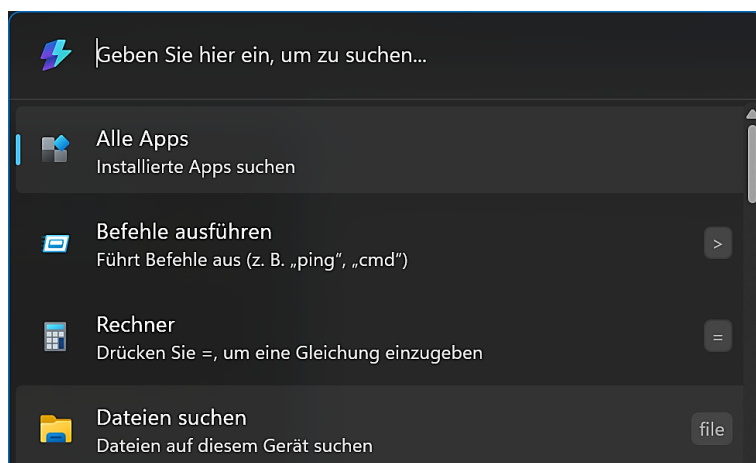 Geben Sie hier ein, um zu suchen...
Alle Apps
Installierte Apps suchen
Befehle ausführen
Führt Befehle aus (z. B. „ping“, „cmd“)
>
Rechner
Drücken Sie =, um eine Gleichung einzugeben
=
Dateien suchen
Dateien auf diesem Gerät suchen
file